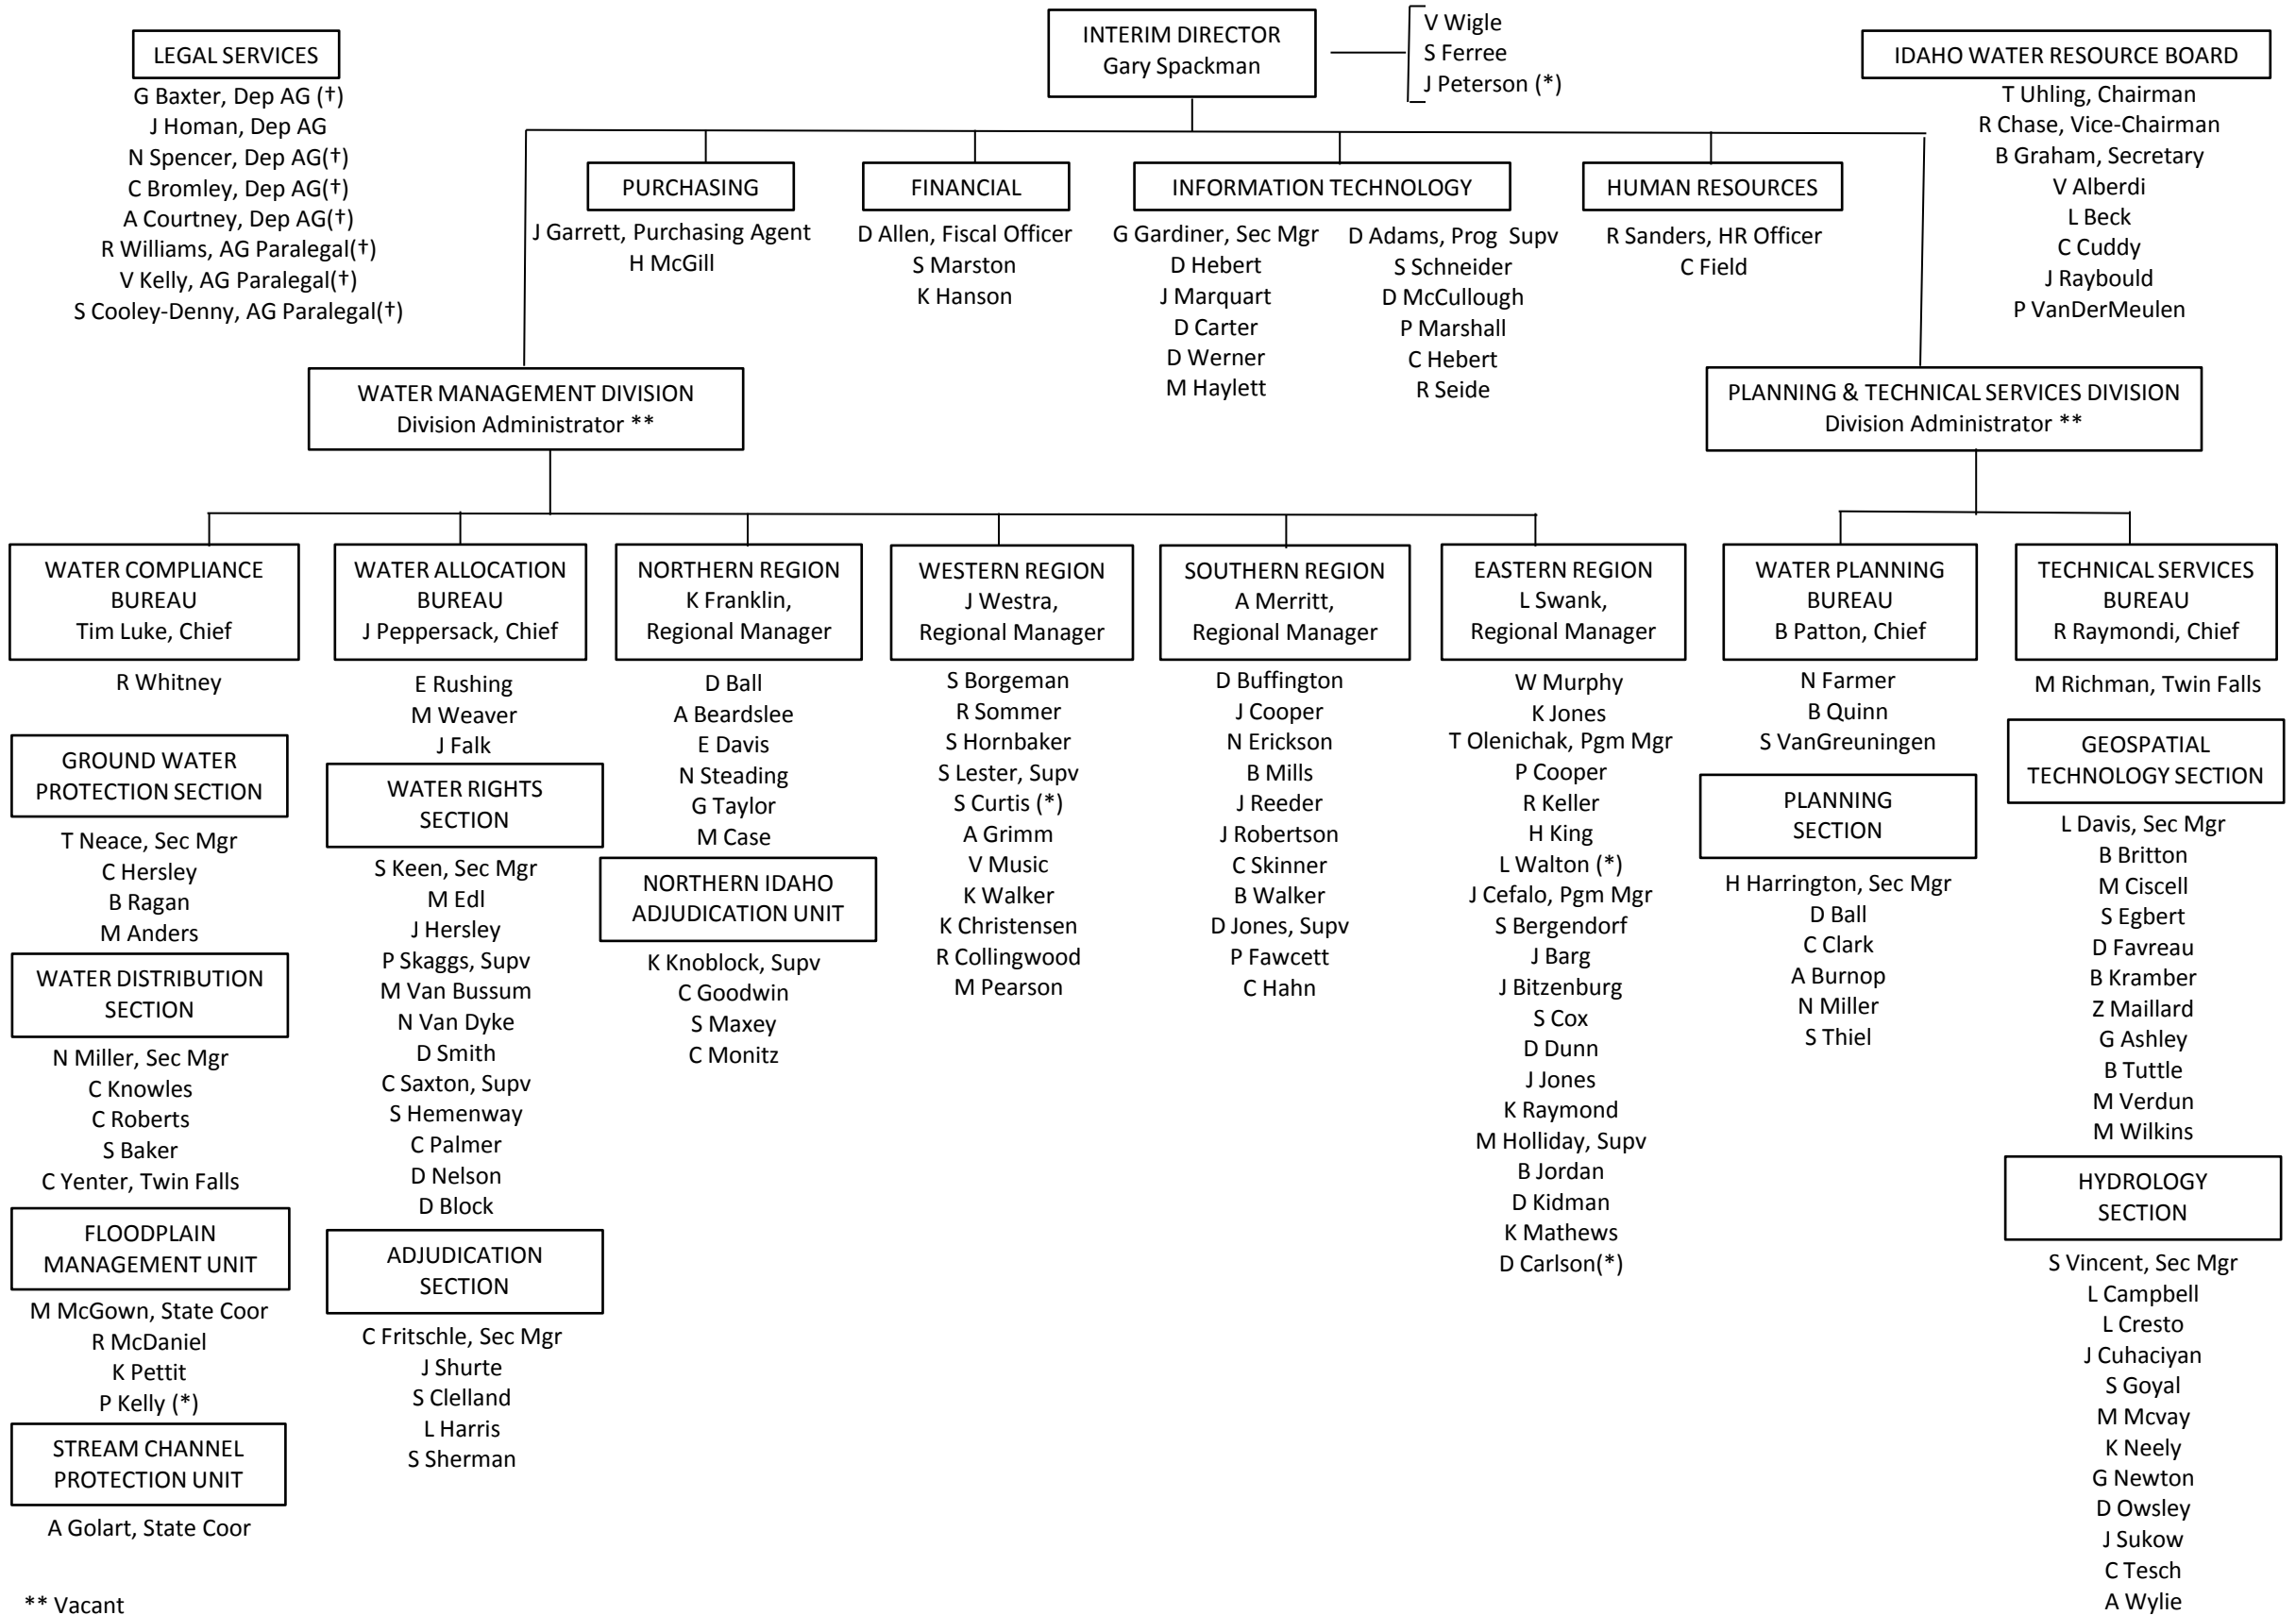 INTERIM DIRECTOR
Gary Spackman
V Wigle
S Ferree
J Peterson (*)
LEGAL SERVICES
G Baxter, Dep AG (†)
J Homan, Dep AG
N Spencer, Dep AG(†)
C Bromley, Dep AG(†)
A Courtney, Dep AG(†)
R Williams, AG Paralegal(†)
V Kelly, AG Paralegal(†)
S Cooley-Denny, AG Paralegal(†)
IDAHO WATER RESOURCE BOARD
T Uhling, Chairman
R Chase, Vice-Chairman
B Graham, Secretary
V Alberdi
L Beck
C Cuddy
J Raybould
P VanDerMeulen
PURCHASING
J Garrett, Purchasing Agent
H McGill
FINANCIAL
D Allen, Fiscal Officer
S Marston
K Hanson
INFORMATION TECHNOLOGY
G Gardiner, Sec Mgr
D Hebert
J Marquart
D Carter
D Werner
M Haylett
D Adams, Prog Supv
S Schneider
D McCullough
P Marshall
C Hebert
R Seide
HUMAN RESOURCES
R Sanders, HR Officer
C Field
WATER MANAGEMENT DIVISION
Division Administrator **
PLANNING & TECHNICAL SERVICES DIVISION
Division Administrator **
WATER COMPLIANCE
BUREAU
Tim Luke, Chief
R Whitney
GROUND WATER
PROTECTION SECTION
T Neace, Sec Mgr
C Hersley
B Ragan
M Anders
WATER DISTRIBUTION
SECTION
N Miller, Sec Mgr
C Knowles
C Roberts
S Baker
C Yenter, Twin Falls
FLOODPLAIN
MANAGEMENT UNIT
M McGown, State Coor
R McDaniel
K Pettit
P Kelly (*)
STREAM CHANNEL
PROTECTION UNIT
A Golart, State Coor
WATER ALLOCATION
BUREAU
J Peppersack, Chief
E Rushing
M Weaver
J Falk
WATER RIGHTS
SECTION
S Keen, Sec Mgr
M Edl
J Hersley
P Skaggs, Supv
M Van Bussum
N Van Dyke
D Smith
C Saxton, Supv
S Hemenway
C Palmer
D Nelson
D Block
ADJUDICATION
SECTION
C Fritschle, Sec Mgr
J Shurte
S Clelland
L Harris
S Sherman
NORTHERN REGION
K Franklin,
Regional Manager
D Ball
A Beardslee
E Davis
N Steading
G Taylor
M Case
NORTHERN IDAHO
ADJUDICATION UNIT
K Knoblock, Supv
C Goodwin
S Maxey
C Monitz
WESTERN REGION
J Westra,
Regional Manager
S Borgeman
R Sommer
S Hornbaker
S Lester, Supv
S Curtis (*)
A Grimm
V Music
K Walker
K Christensen
R Collingwood
M Pearson
SOUTHERN REGION
A Merritt,
Regional Manager
D Buffington
J Cooper
N Erickson
B Mills
J Reeder
J Robertson
C Skinner
B Walker
D Jones, Supv
P Fawcett
C Hahn
EASTERN REGION
L Swank,
Regional Manager
W Murphy
K Jones
T Olenichak, Pgm Mgr
P Cooper
R Keller
H King
L Walton (*)
J Cefalo, Pgm Mgr
S Bergendorf
J Barg
J Bitzenburg
S Cox
D Dunn
J Jones
K Raymond
M Holliday, Supv
B Jordan
D Kidman
K Mathews
D Carlson(*)
WATER PLANNING
BUREAU
B Patton, Chief
N Farmer
B Quinn
S VanGreuningen
PLANNING
SECTION
H Harrington, Sec Mgr
D Ball
C Clark
A Burnop
N Miller
S Thiel
TECHNICAL SERVICES
BUREAU
R Raymondi, Chief
M Richman, Twin Falls
GEOSPATIAL
TECHNOLOGY SECTION
L Davis, Sec Mgr
B Britton
M Ciscell
S Egbert
D Favreau
B Kramber
Z Maillard
G Ashley
B Tuttle
M Verdun
M Wilkins
HYDROLOGY
SECTION
S Vincent, Sec Mgr
L Campbell
L Cresto
J Cuhaciyan
S Goyal
M Mcvay
K Neely
G Newton
D Owsley
J Sukow
C Tesch
A Wylie
** Vacant